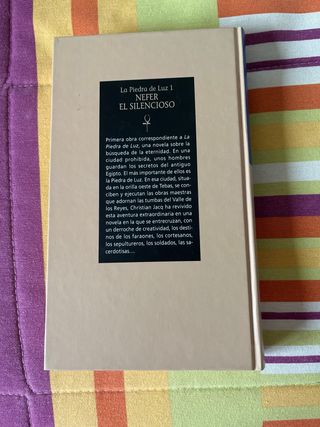 La Piedra de Luz 1
NEFER
EL SILENCIOSO
Primera obra correspondiente a La
Piedra de Luz, una novela sobre la
búsqueda de la eternidad. En una
ciudad prohibida, unos hombres
guardan los secretos del antiguo
Egipto. El más importante de ellos es
la Piedra de Luz. En esa ciudad, situa-
da en la orilla oeste de Tebas, se con-
ciben y ejecutan las obras maestras
que adornan las tumbas del Valle de
los Reyes, Christian Jacq ha revivido
esta aventura extraordinaria en una
novela en la que se entrecruzan, con
un derroche de creatividad, los desti-
nos de los faraones, los cortesanos,
los sepultureros, los soldados, las sa-
cerdotisas...